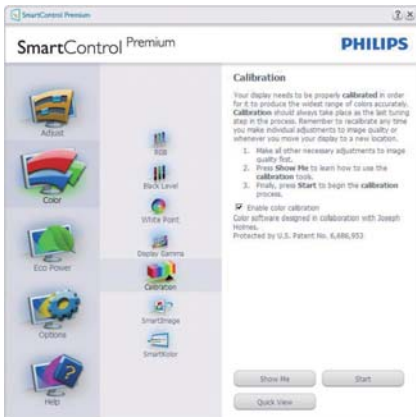 SmartControl Premium
SmartControl Premium
PHILIPS
Adjust
Color
Eco Power
Options
Help
RGB
Black Level
White Point
Display Gamma
Calibration
SmartImage
SmartKolor
Calibration
Your display needs to be properly calibrated in order
for it to produce the widest range of colors accurately.
Calibration should always take place as the last tuning
step in the process. Remember to recalibrate any time
you make individual adjustments to image quality or
whenever you move your display to a new location.
1. Make all other necessary adjustments to image
quality first.
2. Press Show Me to learn how to use the
calibration tools.
3. Finally, press Start to begin the calibration
process.
Enable color calibration
Color software designed in collaboration with Joseph
Holmes.
Protected by U.S. Patent No. 6,686,953
Show Me
Start
Quick View